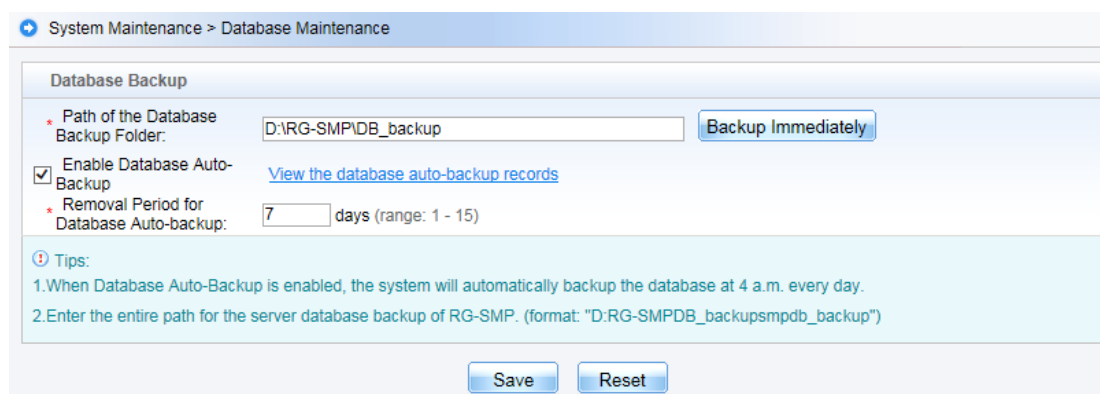 System Maintenance > Database Maintenance
Database Backup
* Path of the Database
Backup Folder:
D:\RG-SMP\DB_backup
Backup Immediately
Enable Database Auto-
Backup
View the database auto-backup records
* Removal Period for
Database Auto-backup:
7 days (range: 1 - 15)
Tips:
1.When Database Auto-Backup is enabled, the system will automatically backup the database at 4 a.m. every day.
2.Enter the entire path for the server database backup of RG-SMP. (format: "D:RG-SMPDB_backupsmpdb_backup")
Save Reset